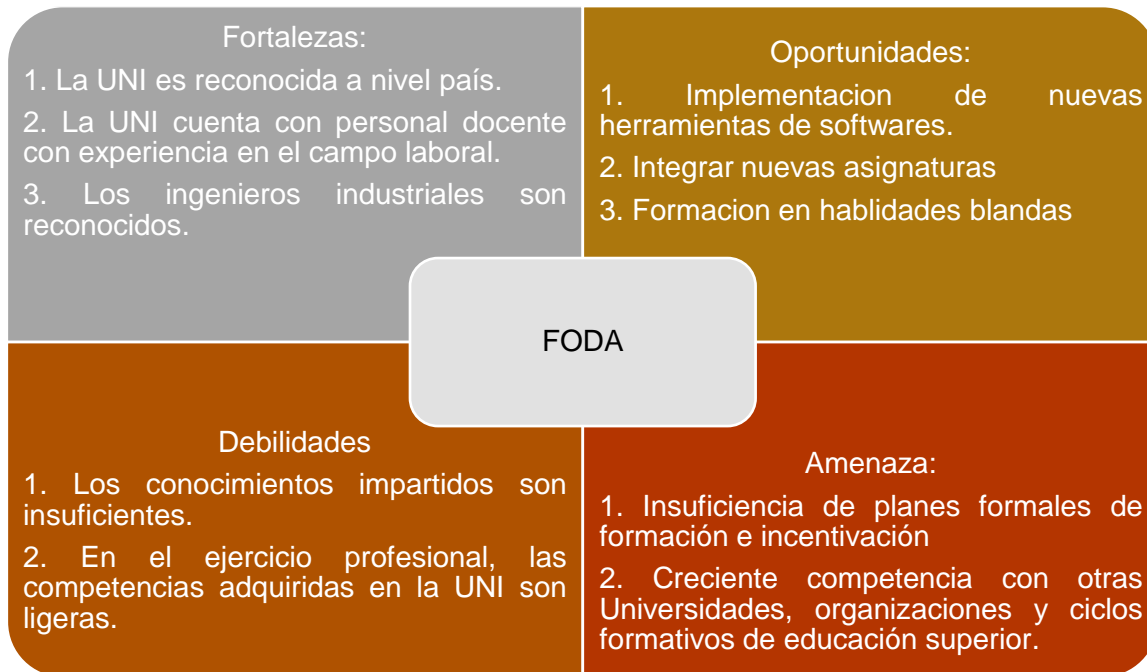 Fortalezas:
1. La UNI es reconocida a nivel país.
2. La UNI cuenta con personal docente
con experiencia en el campo laboral.
3. Los ingenieros industriales son
reconocidos.
Oportunidades:
1. Implementacion de nuevas
herramientas de softwares.
2. Integrar nuevas asignaturas
3. Formacion en hablidades blandas
FODA
Debilidades
1. Los conocimientos impartidos son
insuficientes.
2. En el ejercicio profesional, las
competencias adquiridas en la UNI son
ligeras.
Amenaza:
1. Insuficiencia de planes formales de
formación e incentivación
2. Creciente competencia con otras
Universidades, organizaciones y ciclos
formativos de educación superior.